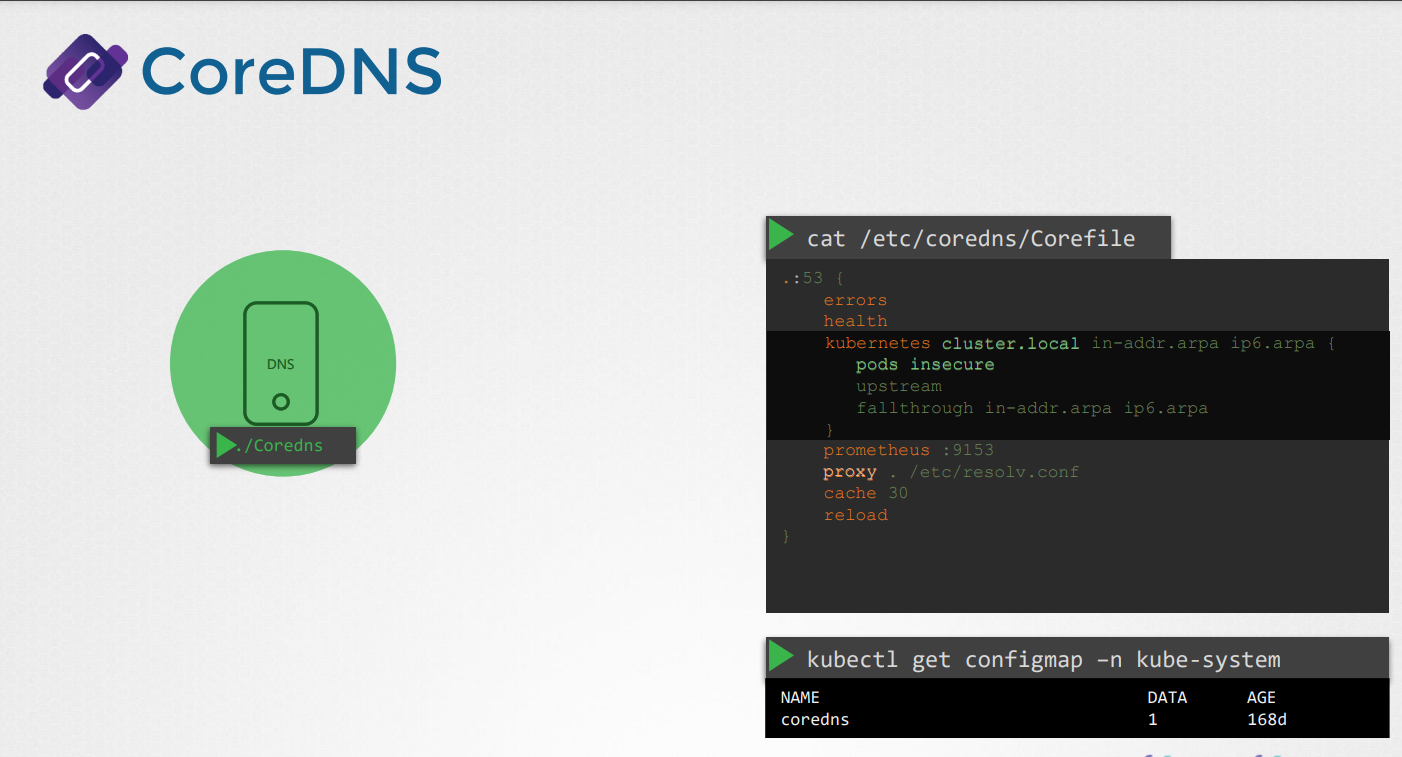 CoreDNS
DNS
./Coredns
cat /etc/coredns/Corefile
.:53 {
    errors
    health
    kubernetes cluster.local in-addr.arpa ip6.arpa {
       pods insecure
       upstream
       fallthrough in-addr.arpa ip6.arpa
    }
    prometheus :9153
    proxy . /etc/resolv.conf
    cache 30
    reload
}
kubectl get configmap –n kube-system
NAME DATA AGE
coredns 1 168d